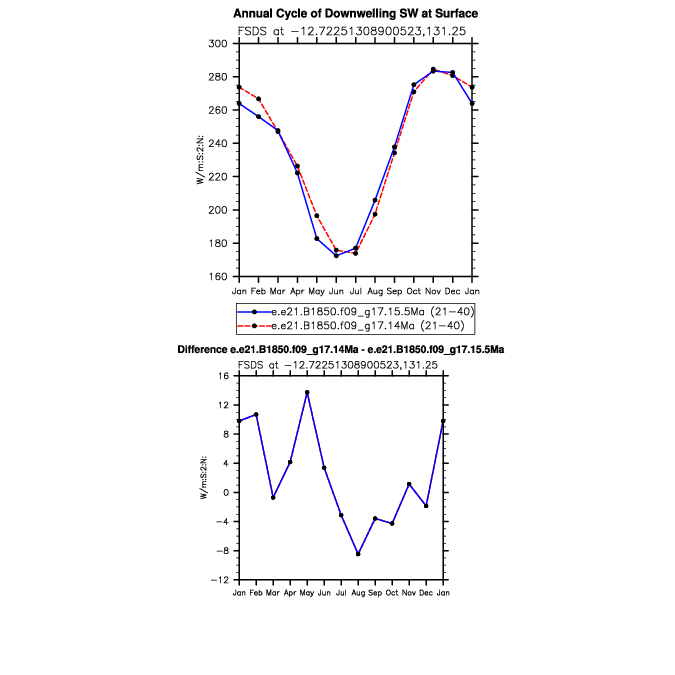 Annual Cycle of Downwelling SW at Surface
FSDS at −12.72251308900523,131.25
300
280
260
240
220
200
180
160
W/m:S:2:N:
Jan Feb Mar Apr May Jun Jul Aug Sep Oct Nov Dec Jan
e.e21.B1850.f09_g17.15.5Ma (21−40)
e.e21.B1850.f09_g17.14Ma (21−40)
Difference e.e21.B1850.f09_g17.14Ma - e.e21.B1850.f09_g17.15.5Ma
FSDS at −12.72251308900523,131.25
16
12
8
4
0
−4
−8
−12
W/m:S:2:N:
Jan Feb Mar Apr May Jun Jul Aug Sep Oct Nov Dec Jan